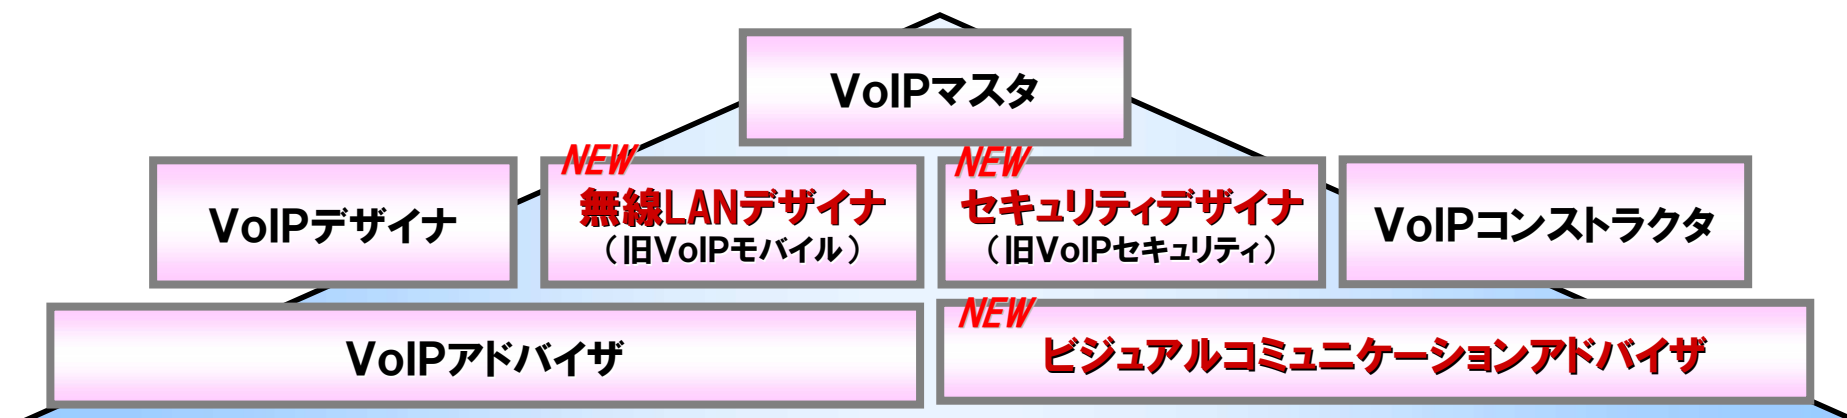 VoIPマスタ
NEW
NEW
VoIPデザイナ
無線LANデザイナ
（旧VoIPモバイル）
セキュリティデザイナ
（旧VoIPセキュリティ）
VoIPコンストラクタ
VoIPアドバイザ
NEW
ビジュアルコミュニケーションアドバイザ